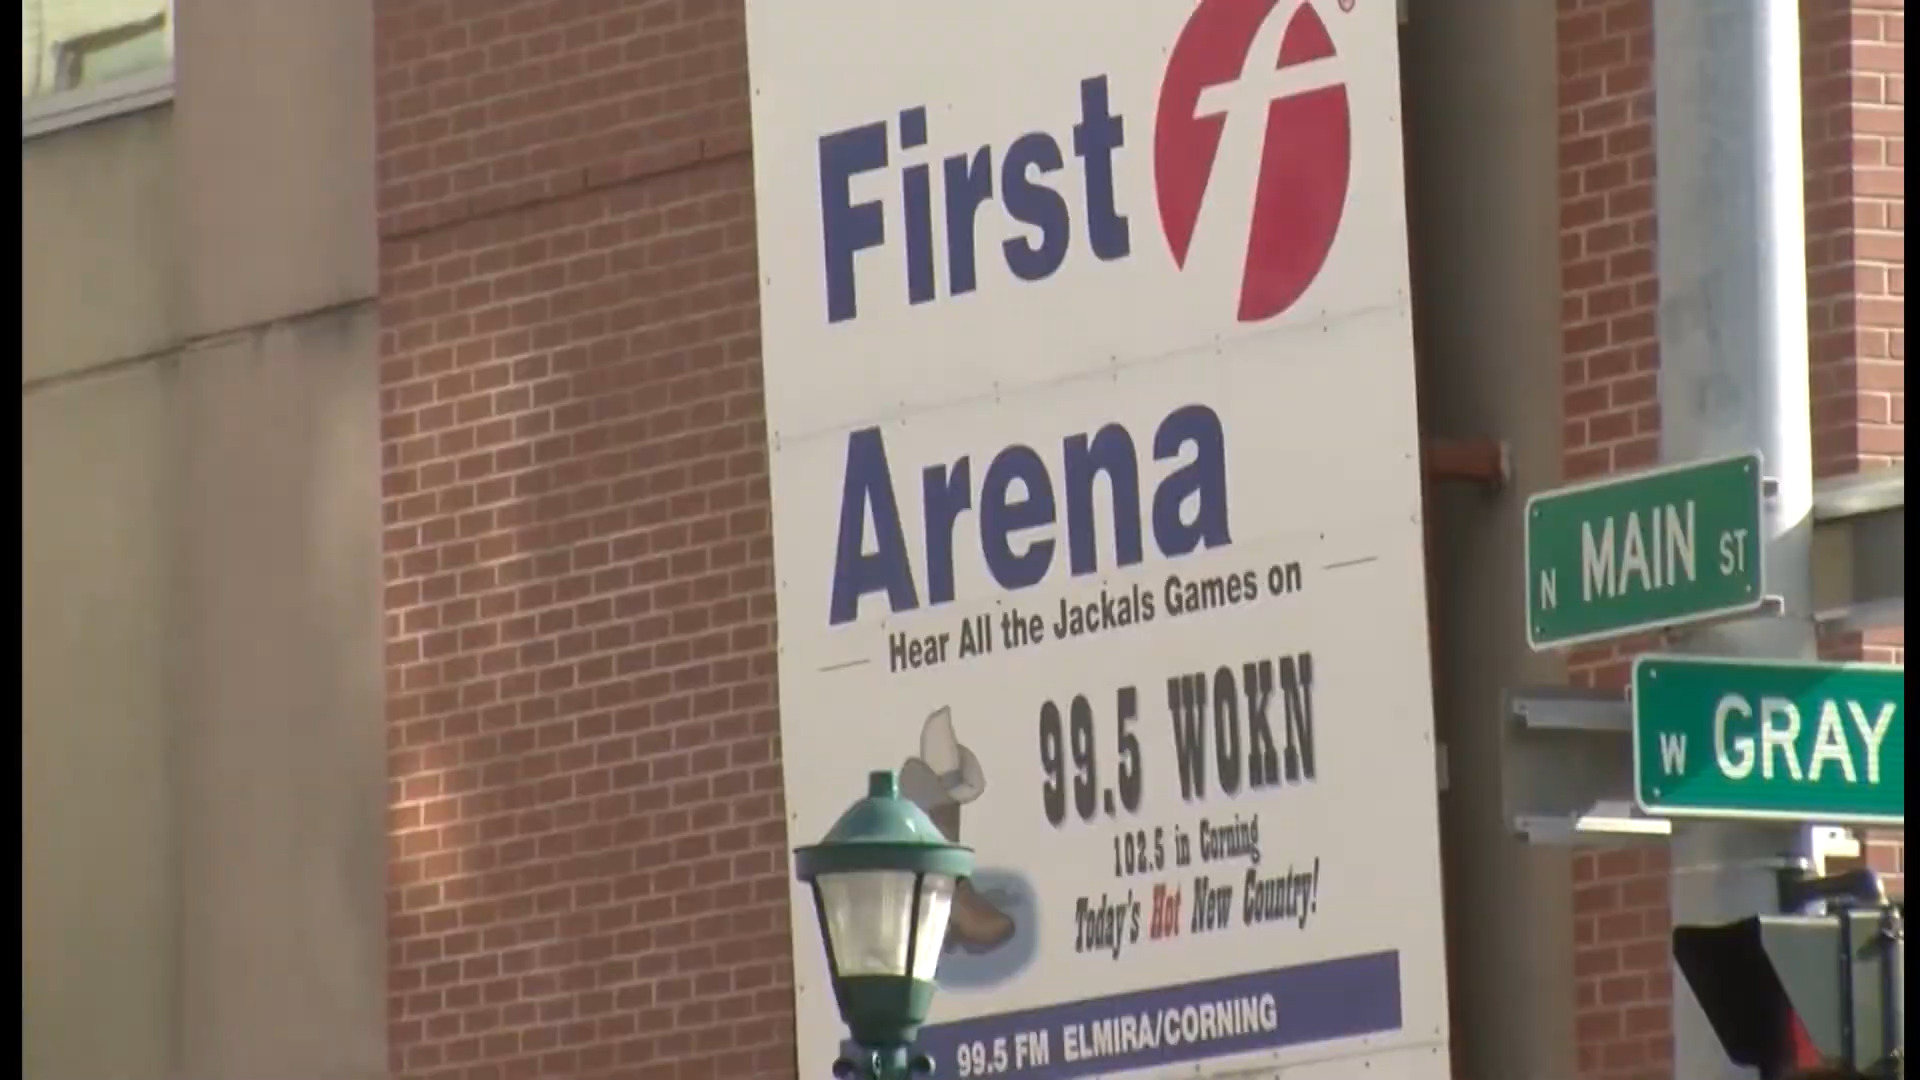 First f®
Arena
Hear All the Jackals Games on
99.5 WOKN
102.5 in Corning
Today's Hot New Country!
99.5 FM ELMIRA/CORNING
N MAIN ST
W GRAY